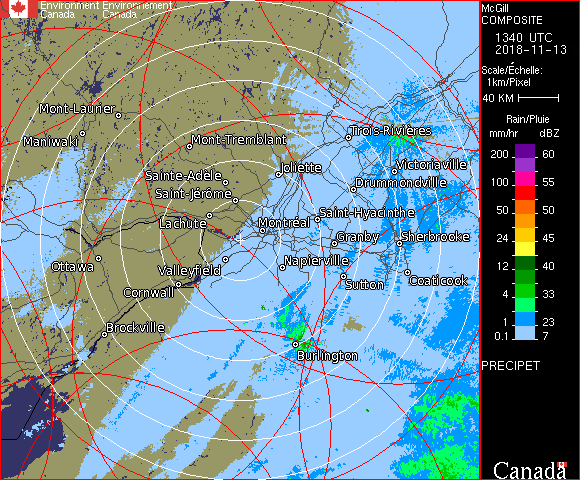 Environment Environnement
Canada Canada
McGill
COMPOSITE
1340 UTC
2018-11-13
Scale/Échelle:
1km/Pixel
40 KM
Rain/Pluie
mm/hr dBZ
200 60
100 55
50 50
24 45
12 40
4 33
1 23
0.1 7
PRECIPET
Canada
Mont-Laurier
Maniwaki
Mont-Tremblant
Trois-Rivières
Joliette
Victoriaville
Sainte-Adèle
Drummondville
Saint-Jérôme
Saint-Hyacinthe
Lachute
Montréal
Granby
Sherbrooke
Ottawa
Valleyfield
Napierville
Sutton
Coaticook
Cornwall
Brockville
Burlington